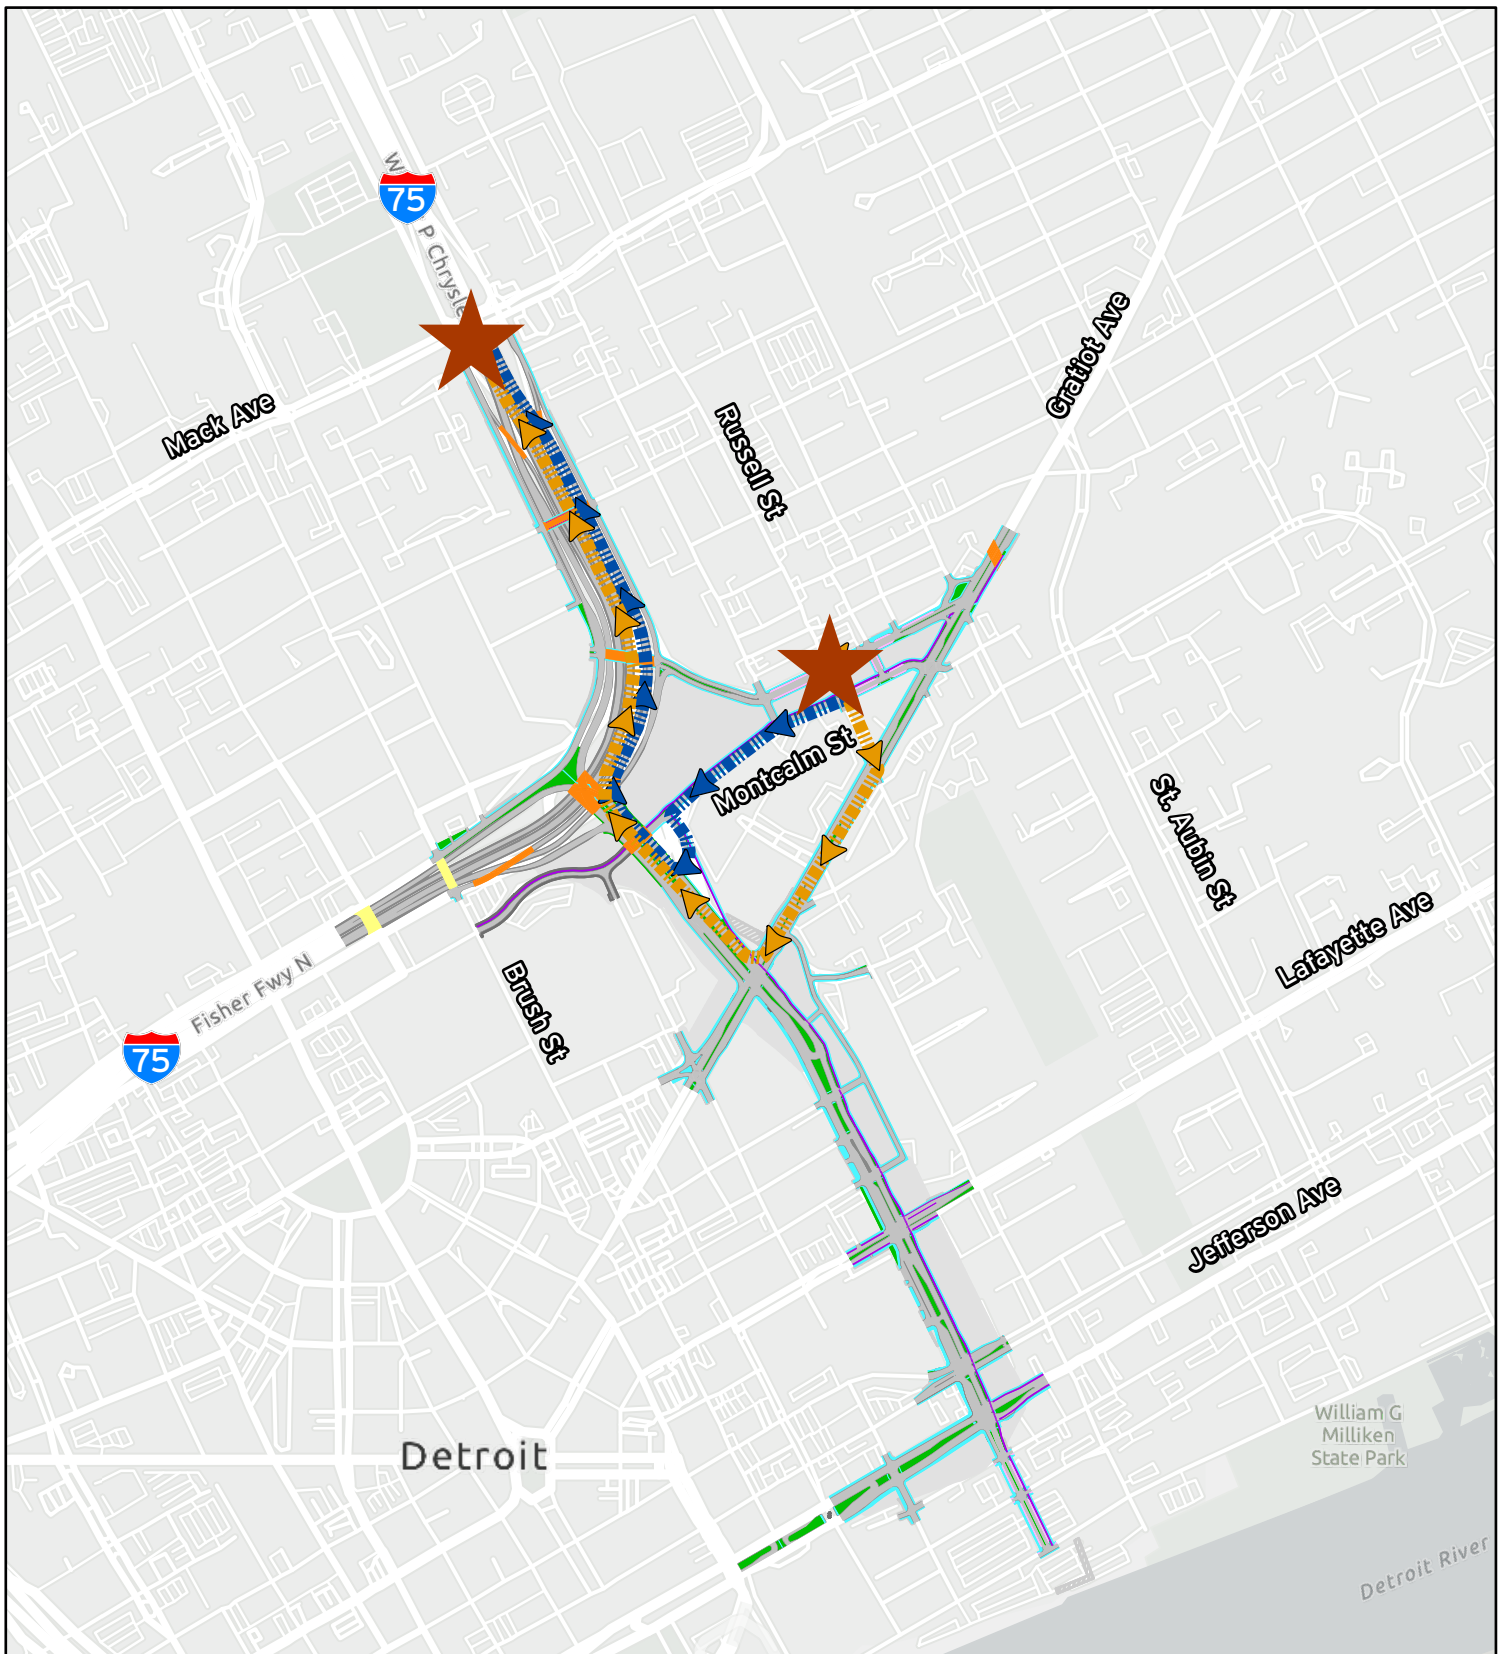 W
75
P Chrysle
Mack Ave
Russell St
Gratiot Ave
Montcalm St
St. Aubin St
Lafayette Ave
Fisher Fwy N
75
Brush St
Jefferson Ave
Detroit
William G
Milliken
State Park
Detroit River